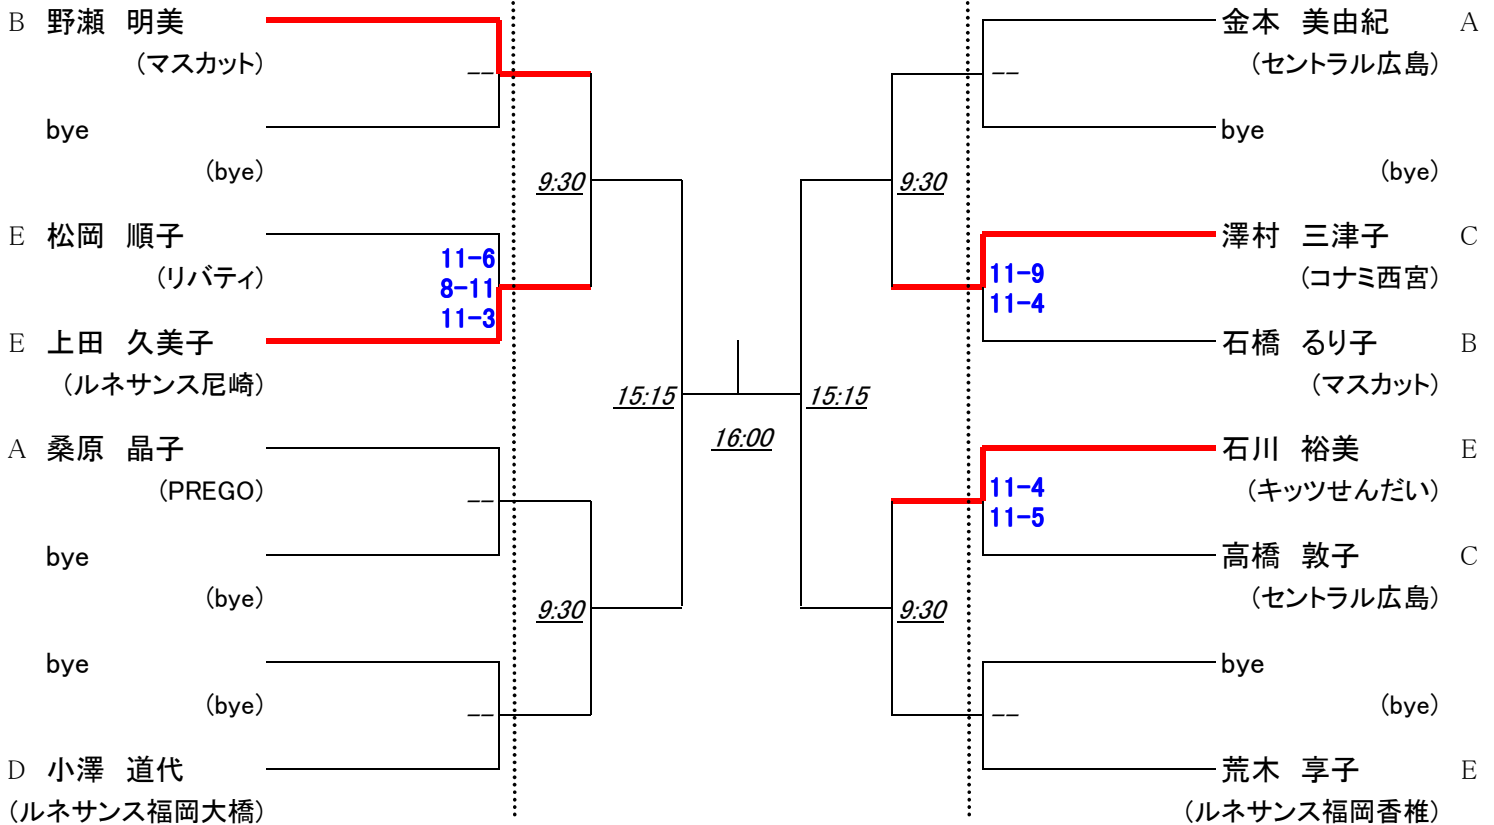 B 野瀬 明美
(マスカット)
--
bye
(bye)
9:30
E 松岡 順子
(リバティ)
11-6
8-11
11-3
E 上田 久美子
(ルネサンス尼崎)
15:15
A 桑原 晶子
(PREGO)
--
bye
(bye)
9:30
bye
(bye)
--
D 小澤 道代
(ルネサンス福岡大橋)
16:00
金本 美由紀 A
(セントラル広島)
--
bye
(bye)
9:30
澤村 三津子 C
(コナミ西宮)
11-9
11-4
石橋 るり子 B
(マスカット)
15:15
石川 裕美 E
(キッツせんだい)
11-4
11-5
高橋 敦子 C
(セントラル広島)
9:30
bye
(bye)
--
荒木 享子 E
(ルネサンス福岡香椎)